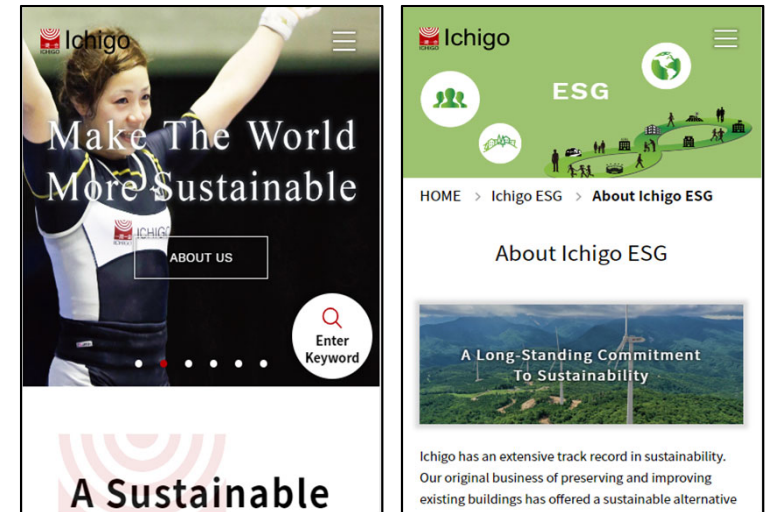 ICHIGO
Ichigo
Make The World
More Sustainable
ICHIGO
ABOUT US
Enter
Keyword
A Sustainable
ICHIGO
Ichigo
ESG
HOME > Ichigo ESG > About Ichigo ESG
About Ichigo ESG
A Long-Standing Commitment
To Sustainability
Ichigo has an extensive track record in sustainability.
Our original business of preserving and improving
existing buildings has offered a sustainable alternative